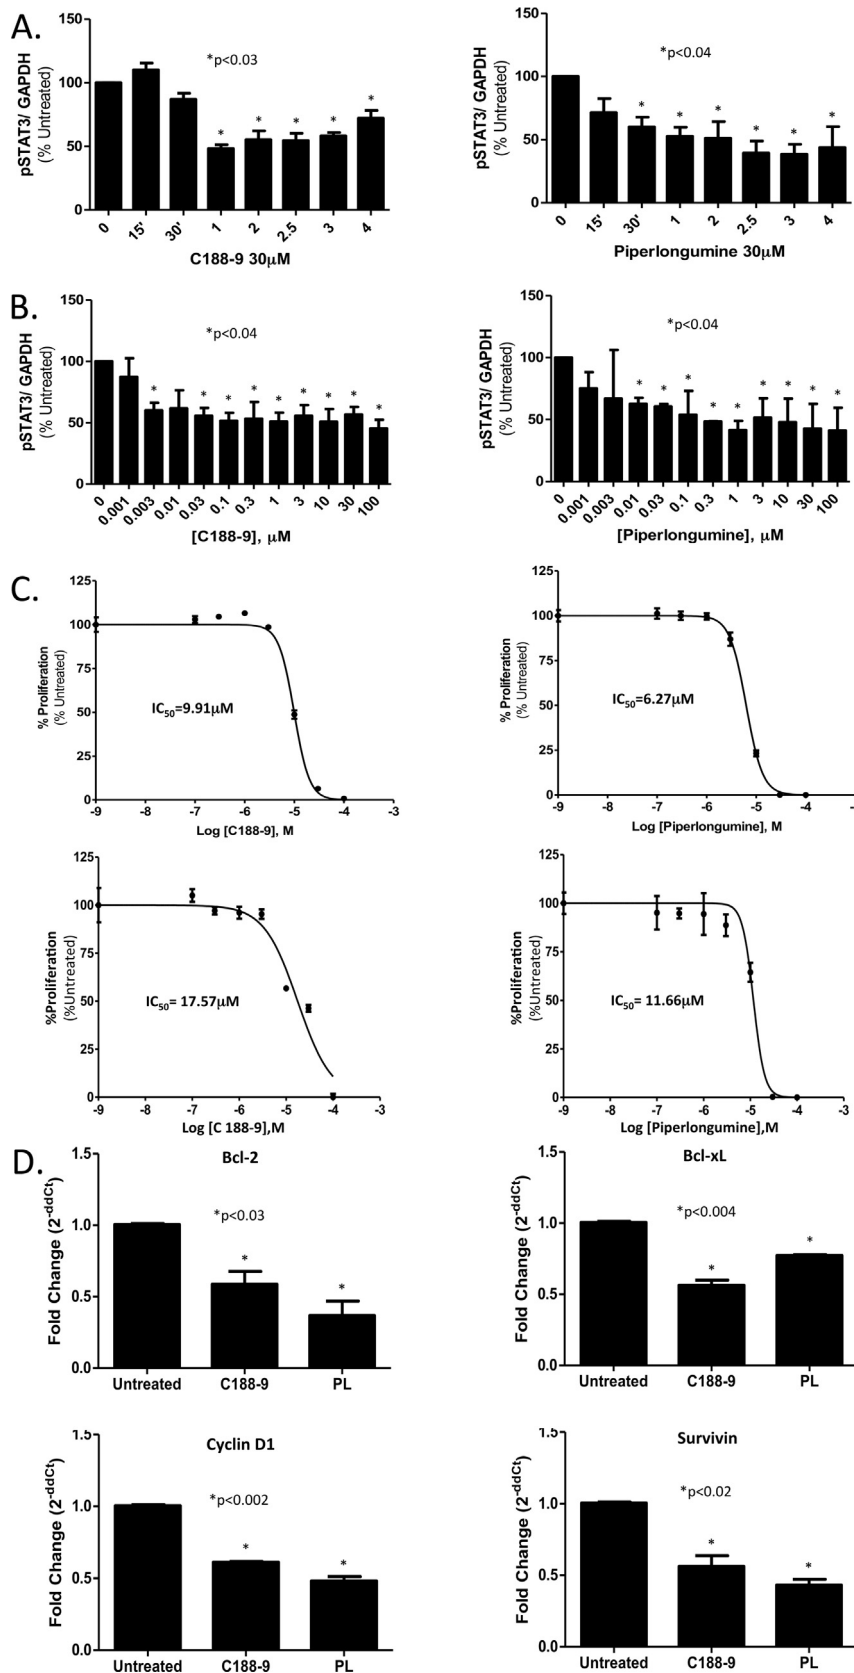 A.
pSTAT3/ GAPDH
(% Untreated)
150
100
50
0
*p<0.03
* * * * *
0 15' 30' 1 2 2.5 3 4
C188-9 30μM
pSTAT3/ GAPDH
(% Untreated)
150
100
50
0
*p<0.04
* * * * * *
0 15' 30' 1 2 2.5 3 4
Piperlongumine 30μM
B.
pSTAT3/ GAPDH
(% Untreated)
150
100
50
0
*p<0.04
* * * * * * * * *
0 0.001 0.003 0.01 0.03 0.1 0.3 1 3 10 30 100
[C188-9], μM
pSTAT3/ GAPDH
(% Untreated)
150
100
50
0
*p<0.04
* * * * * * * * *
0 0.001 0.003 0.01 0.03 0.1 0.3 1 3 10 30 100
[Piperlongumine], μM
C.
% Proliferation
(% Untreated)
125
100
75
50
25
0
IC50=9.91μM
-9 -8 -7 -6 -5 -4 -3
Log [C188-9], M
% Proliferation
(% Untreated)
125
100
75
50
25
0
IC50=6.27μM
-9 -8 -7 -6 -5 -4 -3
Log [Piperlongumine], M
%Proliferation
(%Untreated)
125
100
75
50
25
0
IC50= 17.57μM
-9 -8 -7 -6 -5 -4 -3
Log [C 188-9],M
%Proliferation
(%Untreated)
125
100
75
50
25
0
IC50= 11.66μM
-9 -8 -7 -6 -5 -4 -3
Log [Piperlongumine],M
D.
Bcl-2
Fold Change (2-ddCt)
1.5
1.0
0.5
0.0
*p<0.03
* *
Untreated C188-9 PL
Bcl-xL
Fold Change (2-ddCt)
1.5
1.0
0.5
0.0
*p<0.004
* *
Untreated C188-9 PL
Cyclin D1
Fold Change (2-ddCt)
1.5
1.0
0.5
0.0
*p<0.002
* *
Untreated C188-9 PL
Survivin
Fold Change (2-ddCt)
1.5
1.0
0.5
0.0
*p<0.02
* *
Untreated C188-9 PL